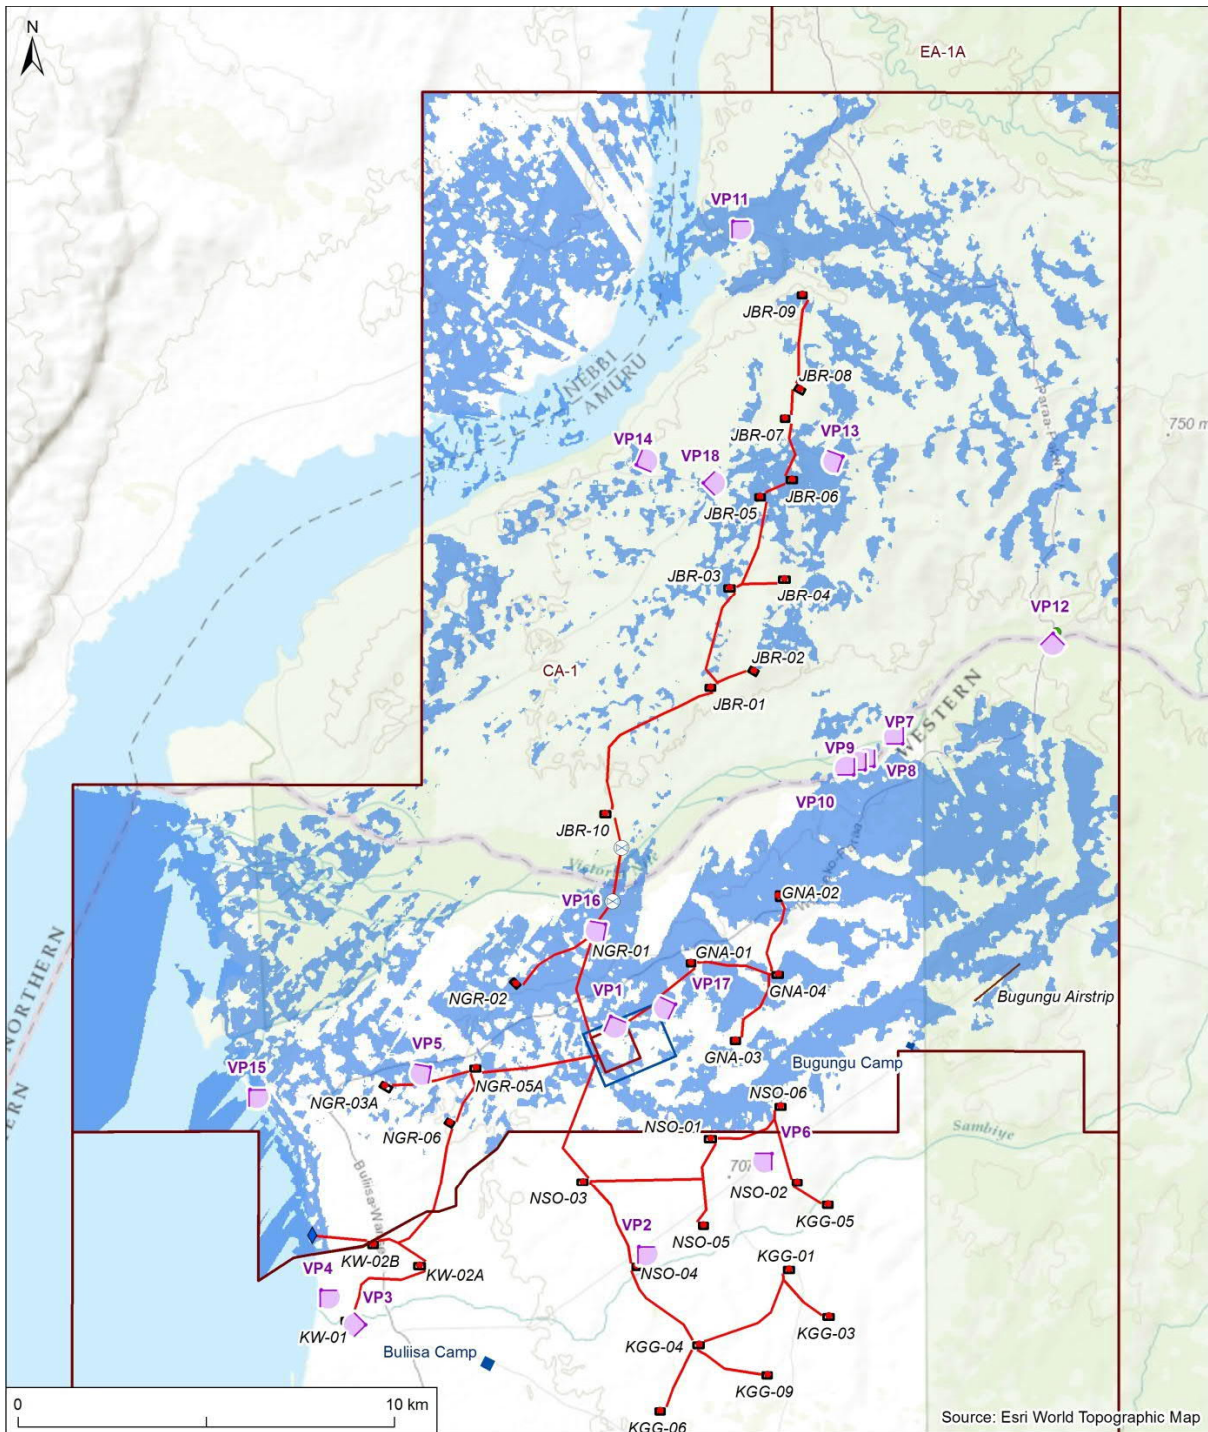 N
EA-1A
VP11
JBR-09
NEBBI
AMURU
JBR-08
750 m
JBR-07
VP13
VP14
VP18
JBR-06
JBR-05
JBR-03
JBR-04
VP12
JBR-02
CA-1
JBR-01
VP7
WESTERN
VP9
VP8
VP10
JBR-10
GNA-02
VP16
NORTHERN
NGR-01
GNA-01
GNA-04
NGR-02
VP17
Bugungu Airstrip
VP1
GNA-03
Bugungu Camp
VP5
VP15
NGR-05A
NGR-03A
NSO-06
NGR-06
NSO-01
Sambiye
VP6
NSO-03
NSO-02
KGG-05
NSO-05
VP2
KW-02B
NSO-04
KGG-01
KW-02A
VP4
VP3
KW-01
KGG-03
KGG-04
Buliisa Camp
KGG-09
0
10 km
KGG-06
Source: Esri World Topographic Map